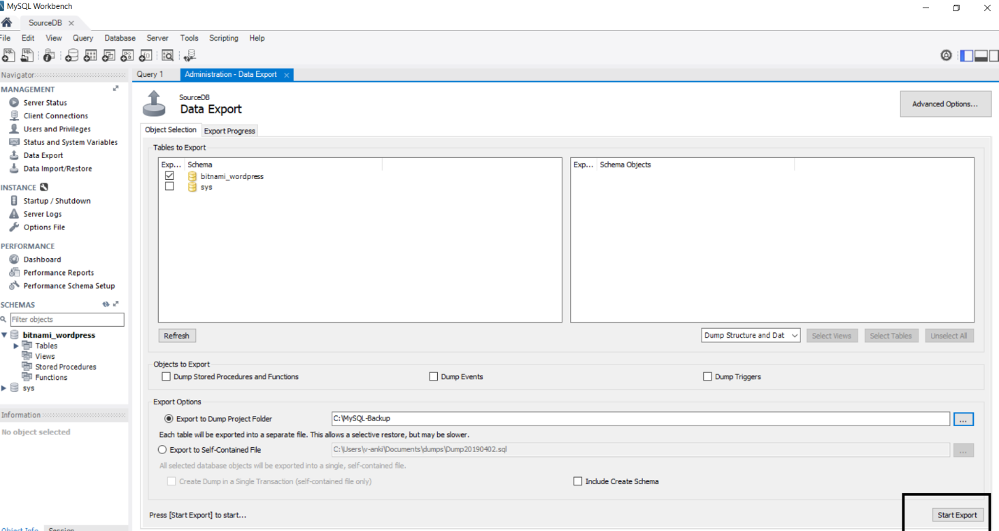 MySQL Workbench
SourceDB
File Edit View Query Database Server Tools Scripting Help
Navigator
MANAGEMENT
Server Status
Client Connections
Users and Privileges
Status and System Variables
Data Export
Data Import/Restore
INSTANCE
Startup / Shutdown
Server Logs
Options File
PERFORMANCE
Dashboard
Performance Reports
Performance Schema Setup
SCHEMAS
Filter objects
bitnami_wordpress
Tables
Views
Stored Procedures
Functions
sys
Information
No object selected
Object Info Session
Query 1 Administration - Data Export
SourceDB
Data Export
Advanced Options...
Object Selection Export Progress
Tables to Export
Exp... Schema
bitnami_wordpress
sys
Exp... Schema Objects
Refresh
Dump Structure and Dat
Select Views
Select Tables
Unselect All
Objects to Export
Dump Stored Procedures and Functions
Dump Events
Dump Triggers
Export Options
Export to Dump Project Folder
C:\MySQL-Backup
...
Each table will be exported into a separate file. This allows a selective restore, but may be slower.
Export to Self-Contained File
C:\Users\v-anki\Documents\dumps\Dump20190402.sql
...
All selected database objects will be exported into a single, self-contained file.
Create Dump in a Single Transaction (self-contained file only)
Include Create Schema
Press [Start Export] to start...
Start Export